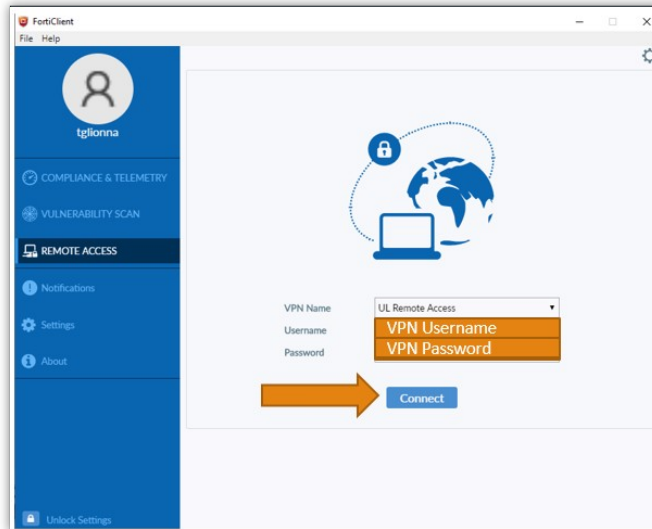 FortiClient
File Help
tglionna
COMPLIANCE & TELEMETRY
VULNERABILITY SCAN
REMOTE ACCESS
Notifications
Settings
About
Unlock Settings
VPN Name UL Remote Access
Username VPN Username
Password VPN Password
Connect